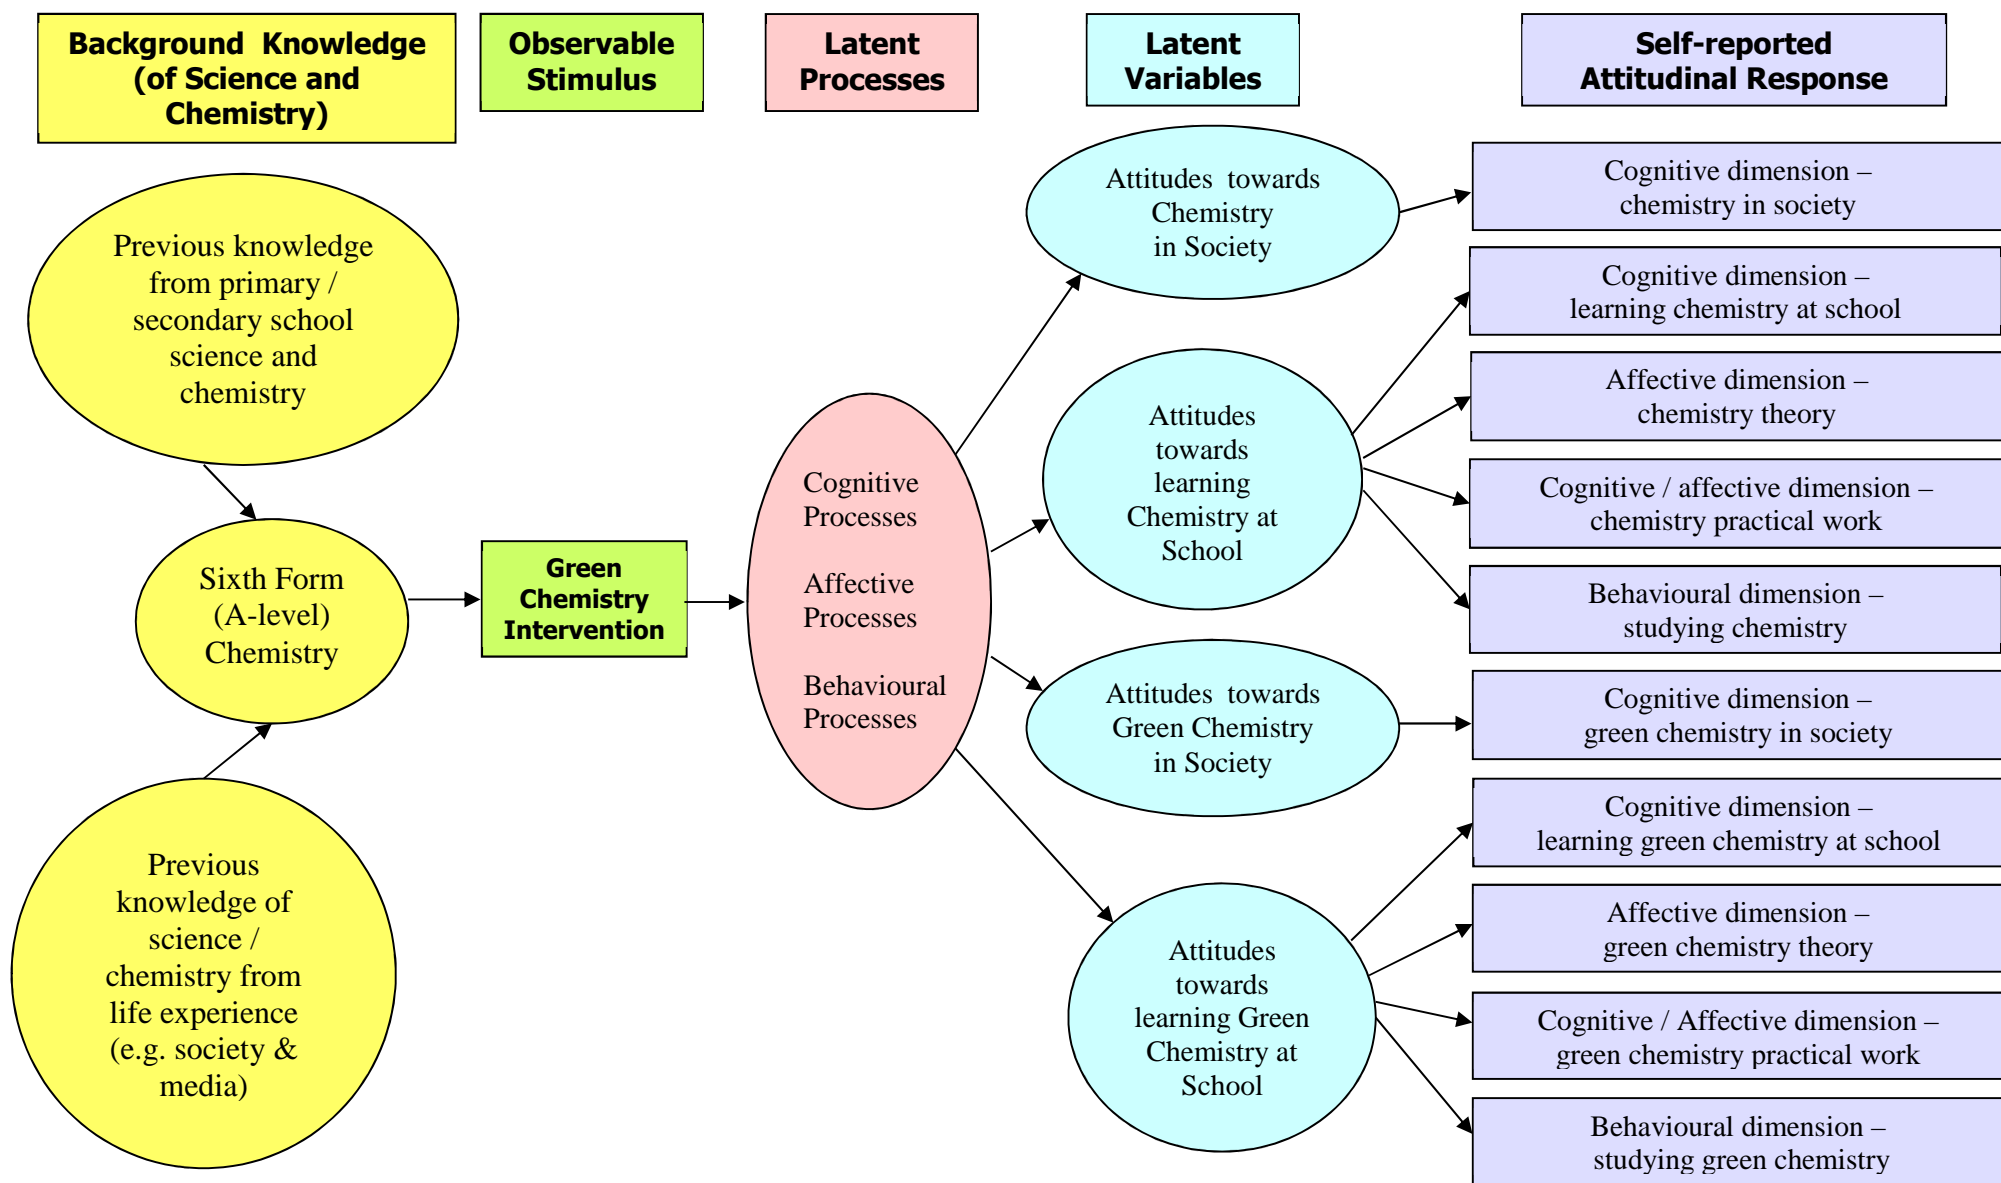 Background Knowledge
(of Science and
Chemistry)
Observable
Stimulus
Latent
Processes
Latent
Variables
Self-reported
Attitudinal Response
Previous knowledge
from primary /
secondary school
science and
chemistry
Sixth Form
(A-level)
Chemistry
Previous
knowledge of
science /
chemistry from
life experience
(e.g. society &
media)
Green
Chemistry
Intervention
Cognitive
Processes
Affective
Processes
Behavioural
Processes
Attitudes towards
Chemistry
in Society
Attitudes
towards
learning
Chemistry at
School
Attitudes towards
Green Chemistry
in Society
Attitudes
towards
learning Green
Chemistry at
School
Cognitive dimension –
chemistry in society
Cognitive dimension –
learning chemistry at school
Affective dimension –
chemistry theory
Cognitive / affective dimension –
chemistry practical work
Behavioural dimension –
studying chemistry
Cognitive dimension –
green chemistry in society
Cognitive dimension –
learning green chemistry at school
Affective dimension –
green chemistry theory
Cognitive / Affective dimension –
green chemistry practical work
Behavioural dimension –
studying green chemistry